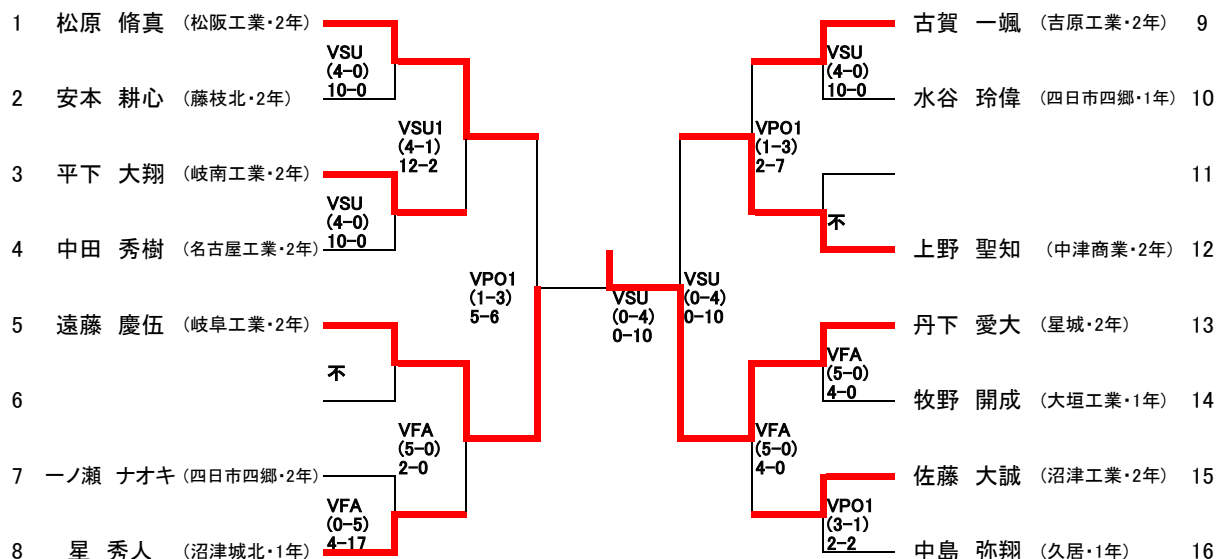 1 松原 脩真 (松阪工業・2年)
VSU
(4-0)
10-0
2 安本 耕心 (藤枝北・2年)
VSU1
(4-1)
12-2
3 平下 大翔 (岐南工業・2年)
VSU
(4-0)
10-0
4 中田 秀樹 (名古屋工業・2年)
VPO1
(1-3)
5-6
5 遠藤 慶伍 (岐阜工業・2年)
不
6
VFA
(5-0)
2-0
7 一ノ瀬 ナオキ (四日市四郷・2年)
VFA
(0-5)
4-17
8 星 秀人 (沼津城北・1年)
VSU
(0-4)
0-10
古賀 一颯 (吉原工業・2年) 9
VSU
(4-0)
10-0
水谷 玲偉 (四日市四郷・1年) 10
VPO1
(1-3)
2-7
11
不
上野 聖知 (中津商業・2年) 12
VSU
(0-4)
0-10
丹下 愛大 (星城・2年) 13
VFA
(5-0)
4-0
牧野 開成 (大垣工業・1年) 14
VFA
(5-0)
4-0
佐藤 大誠 (沼津工業・2年) 15
VPO1
(3-1)
2-2
中島 弥翔 (久居・1年) 16